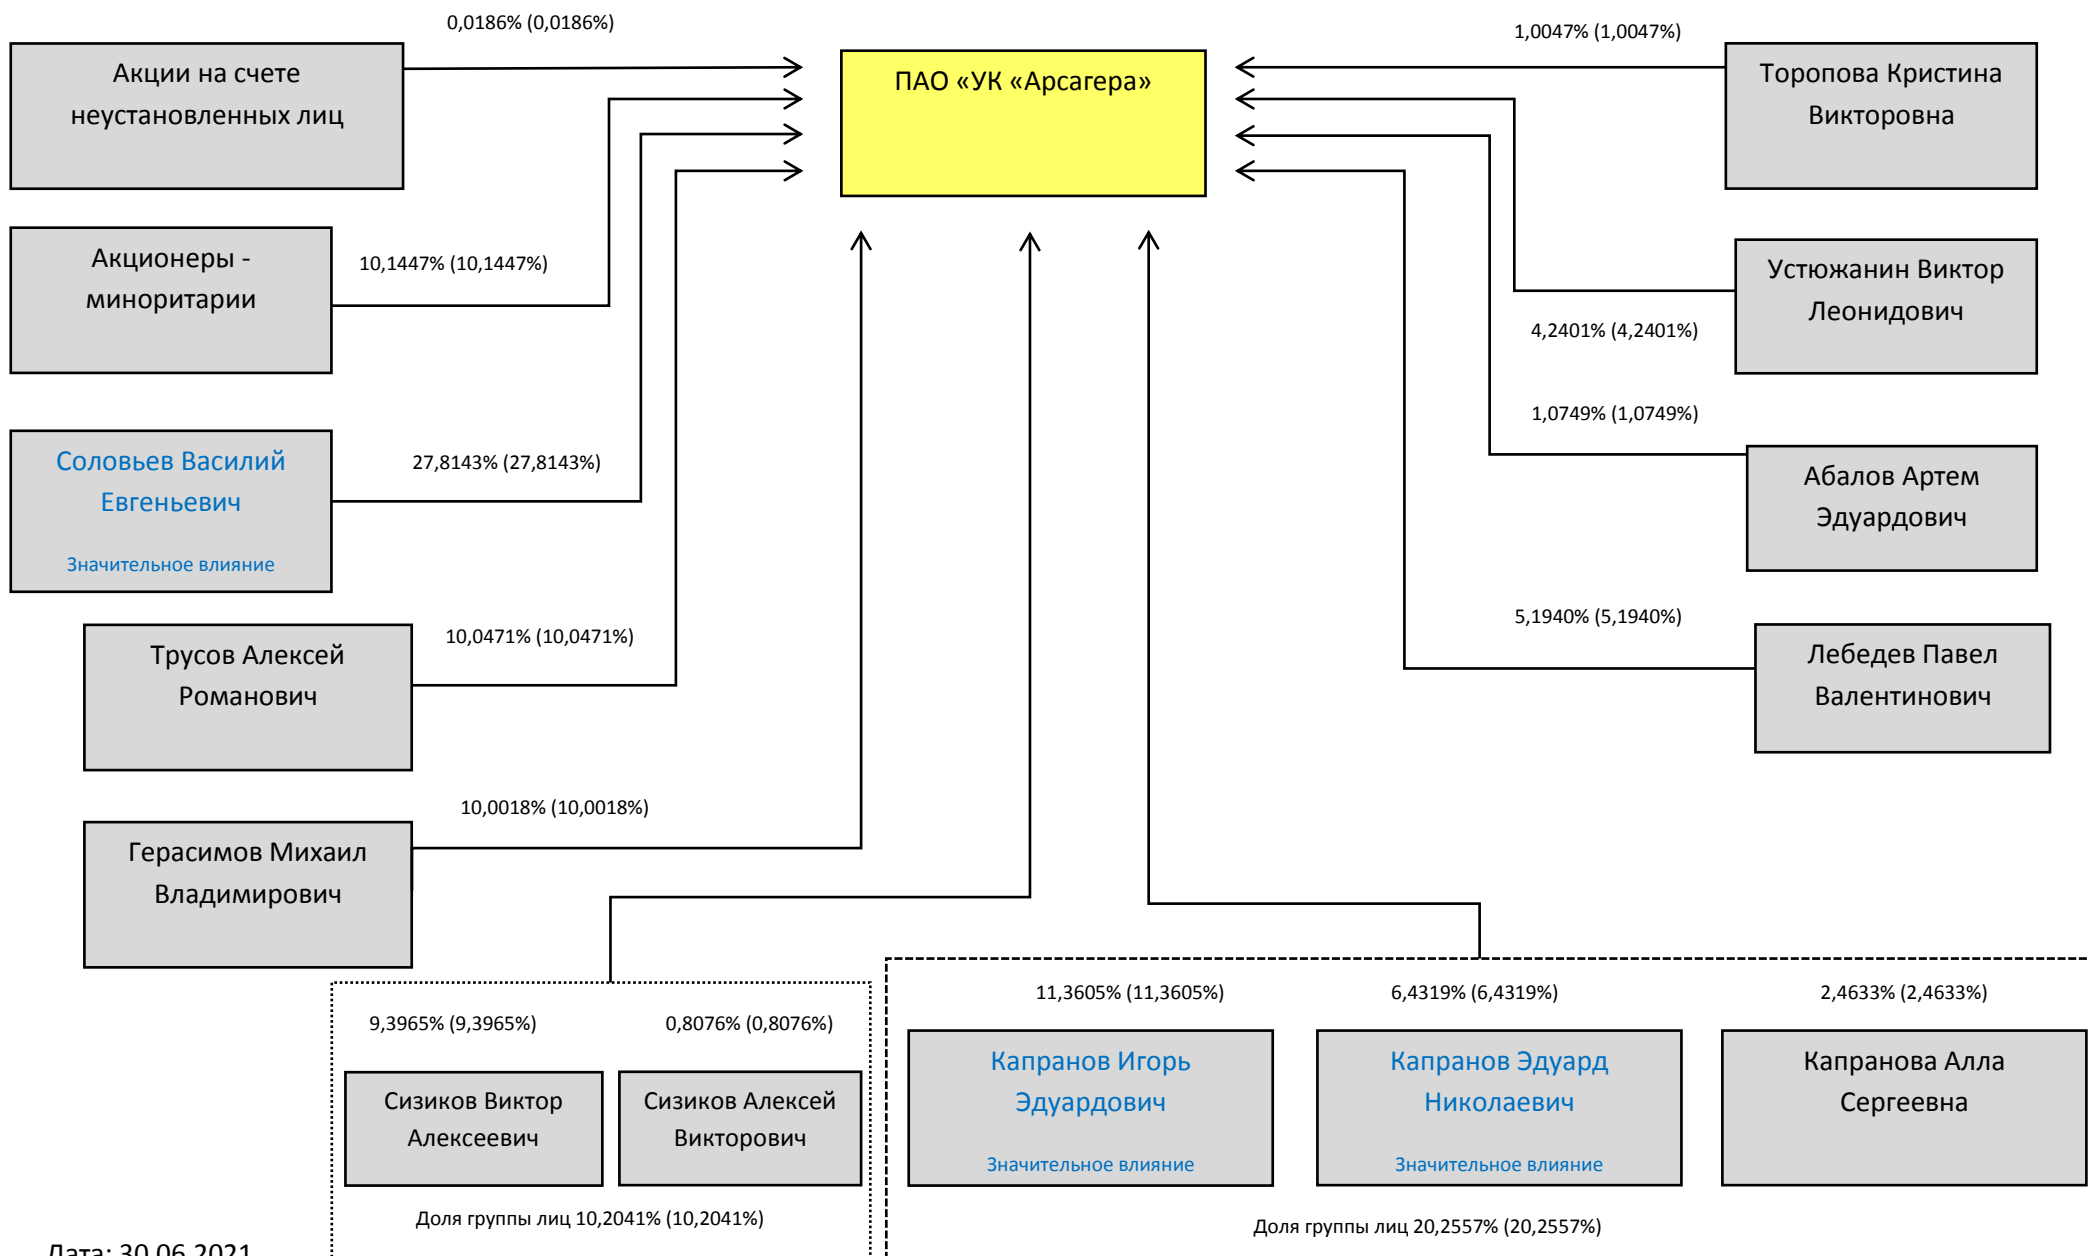 0,0186% (0,0186%)
Акции на счете
неустановленных лиц
ПАО «УК «Арсагера»
1,0047% (1,0047%)
Торопова Кристина
Викторовна
Акционеры -
миноритарии
10,1447% (10,1447%)
Устюжанин Виктор
Леонидович
4,2401% (4,2401%)
Соловьев Василий
Евгеньевич
Значительное влияние
27,8143% (27,8143%)
1,0749% (1,0749%)
Абалов Артем
Эдуардович
Трусов Алексей
Романович
10,0471% (10,0471%)
5,1940% (5,1940%)
Лебедев Павел
Валентинович
10,0018% (10,0018%)
Герасимов Михаил
Владимирович
9,3965% (9,3965%)
0,8076% (0,8076%)
Сизиков Виктор
Алексеевич
Сизиков Алексей
Викторович
Доля группы лиц 10,2041% (10,2041%)
11,3605% (11,3605%)
6,4319% (6,4319%)
2,4633% (2,4633%)
Капранов Игорь
Эдуардович
Значительное влияние
Капранов Эдуард
Николаевич
Значительное влияние
Капранова Алла
Сергеевна
Доля группы лиц 20,2557% (20,2557%)
Дата: 30.06.2021